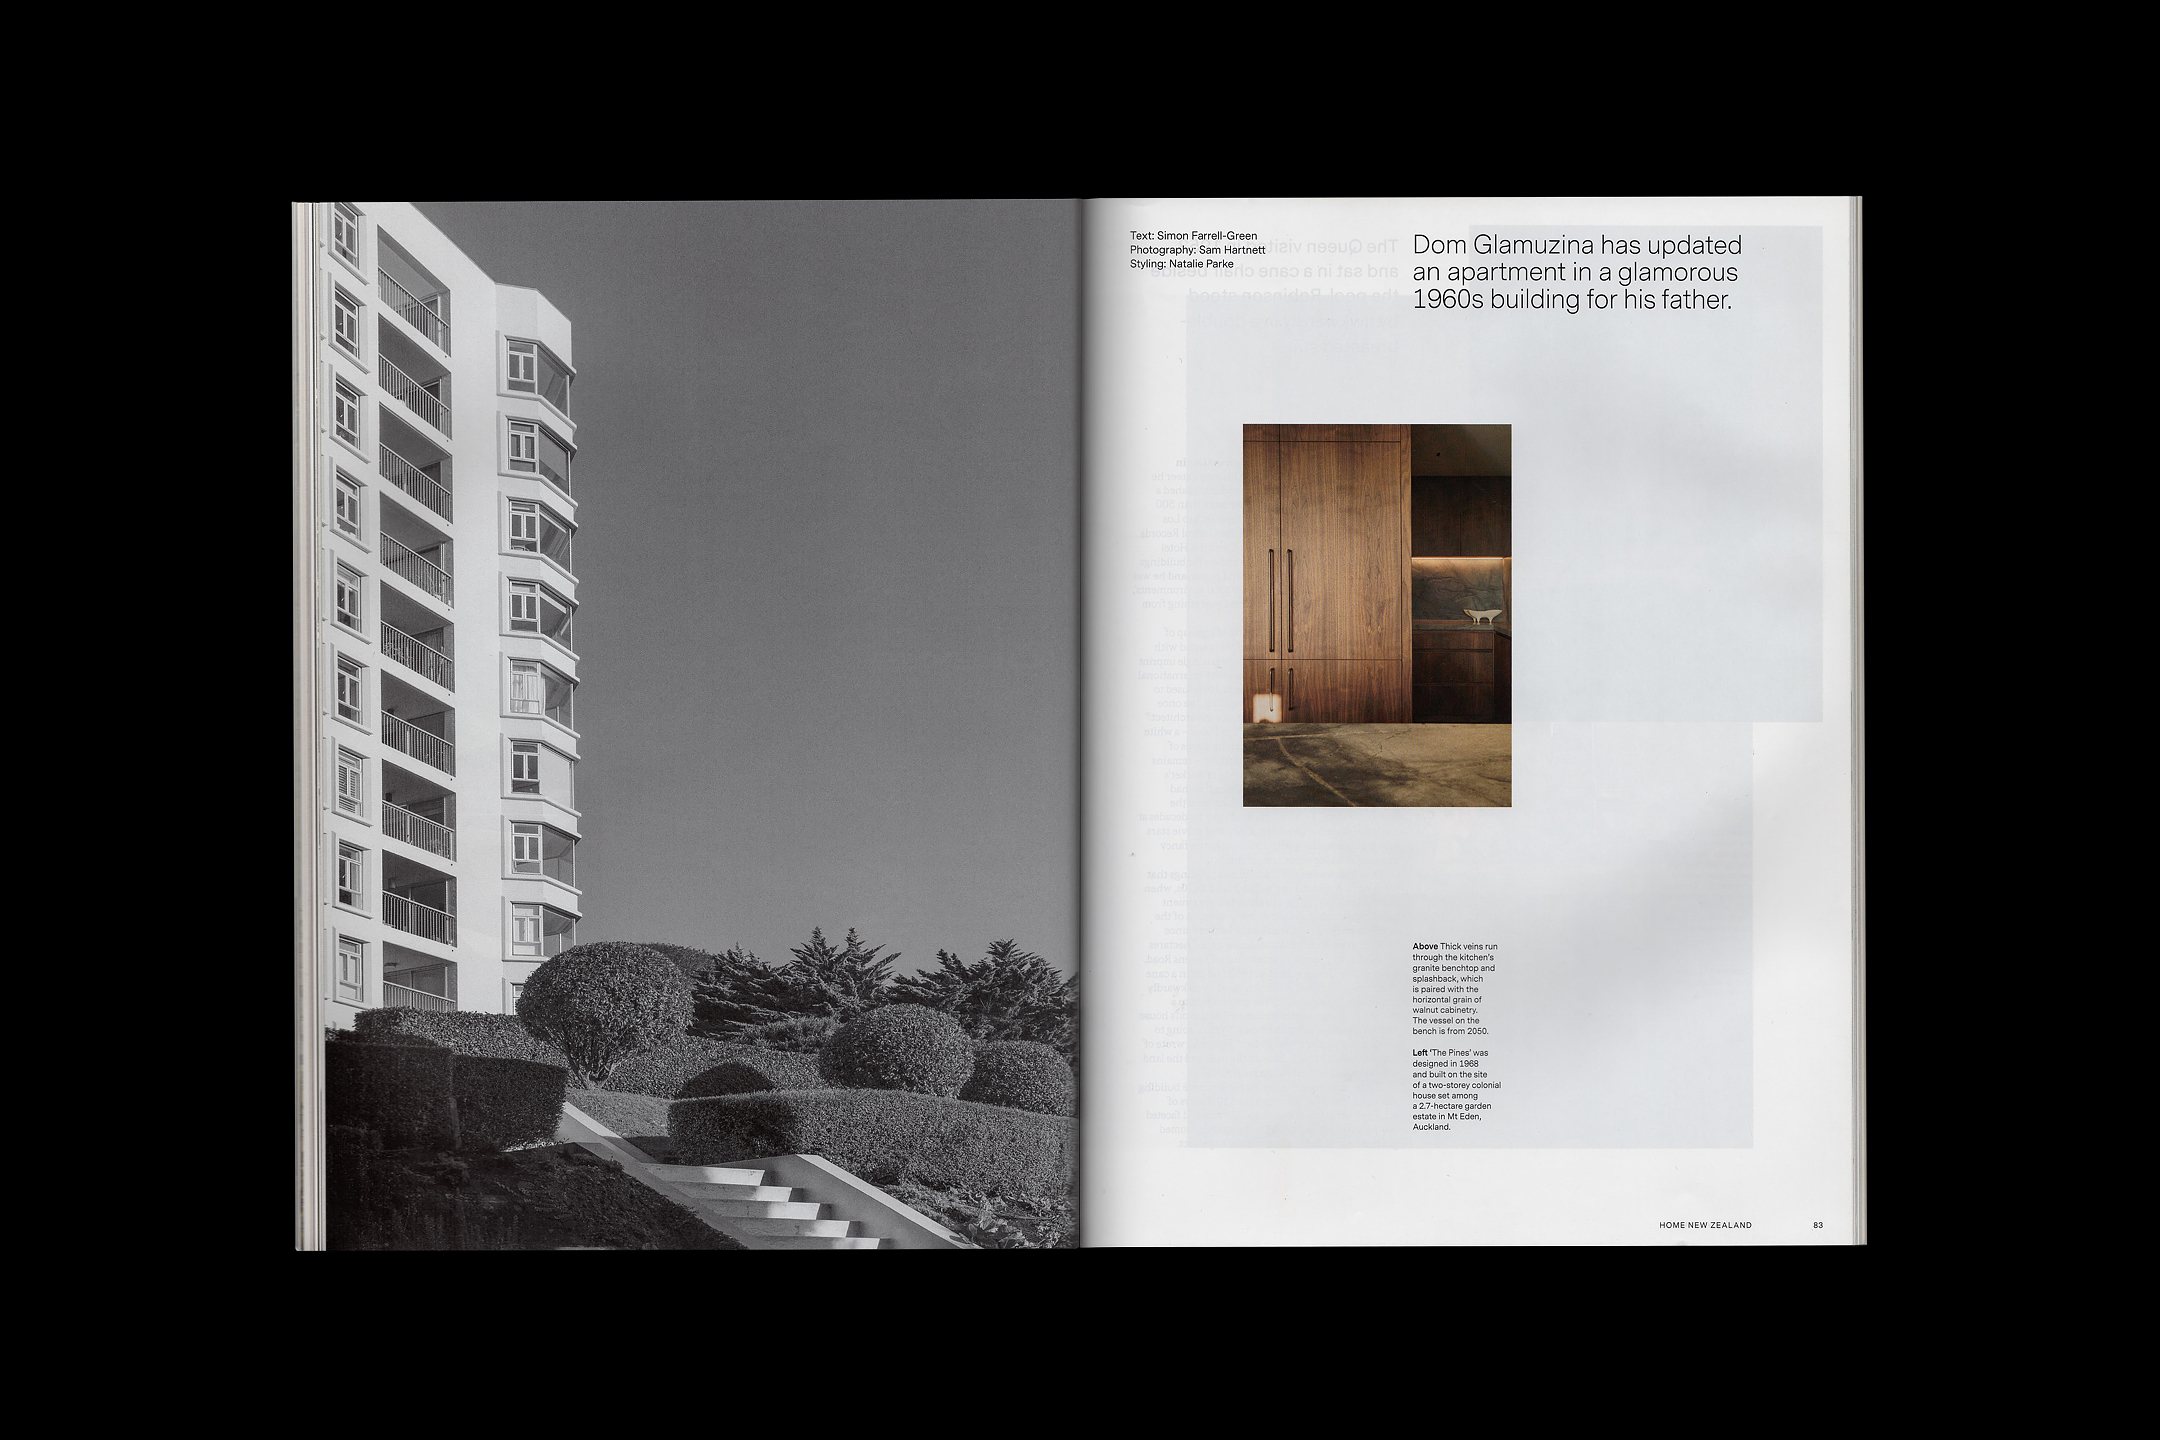 Text: Simon Farrell-Green
Photography: Sam Hartnett
Styling: Natalie Parke
Dom Glamuzina has updated
an apartment in a glamorous
1960s building for his father.
Above Thick veins run
through the kitchen's
granite benchtop and
splashback, which
is paired with the
horizontal grain of
walnut cabinetry.
The vessel on the
bench is from 2050.
Left ‘The Pines’ was
designed in 1968
and built on the site
of a two-storey colonial
house set among
a 2.7-hectare garden
estate in Mt Eden,
Auckland.
HOME NEW ZEALAND
83